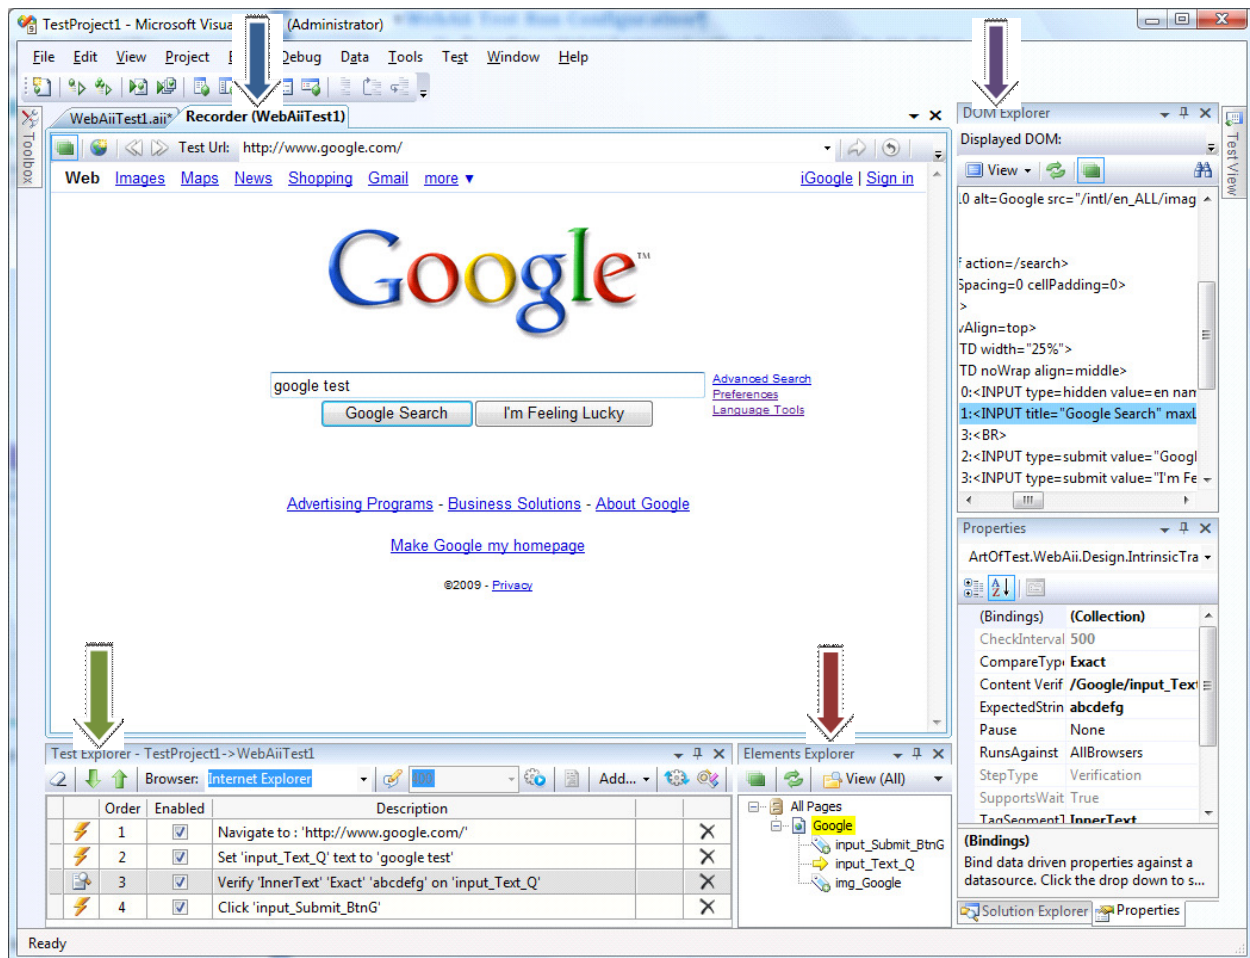 TestProject1 - Microsoft Visua (Administrator)
File Edit View Project Debug Data Tools Test Window Help
Toolbox
WebAiiTest1.aii* Recorder (WebAiiTest1)
Test Url: http://www.google.com/
Web Images Maps News Shopping Gmail more ▼ iGoogle | Sign in
Google™
google test
Advanced Search
Preferences
Language Tools
Google Search I'm Feeling Lucky
Advertising Programs - Business Solutions - About Google
Make Google my homepage
©2009 - Privacy
DOM Explorer
Displayed DOM:
View
.0 alt=Google src="/intl/en_ALL/imag
f action=/search>
Spacing=0 cellPadding=0>
>
vAlign=top>
TD width="25%">
TD noWrap align=middle>
0:<INPUT type=hidden value=en nam
1:<INPUT title="Google Search" maxL
3:<BR>
2:<INPUT type=submit value="Googl
3:<INPUT type=submit value="I'm Fe
Test View
Properties
ArtOfTest.WebAii.Design.IntrinsicTra
(Bindings) (Collection)
CheckInterval 500
CompareType Exact
Content Verif /Google/input_Text
ExpectedStrin abcdefg
Pause None
RunsAgainst AllBrowsers
StepType Verification
SupportsWait True
TagSegmentT InnerText
(Bindings)
Bind data driven properties against a
datasource. Click the drop down to s...
Solution Explorer Properties
Test Explorer - TestProject1->WebAiiTest1
Browser: Internet Explorer Add...
Order Enabled Description
1 Navigate to : 'http://www.google.com/'
2 Set 'input_Text_Q' text to 'google test'
3 Verify 'InnerText' 'Exact' 'abcdefg' on 'input_Text_Q'
4 Click 'input_Submit_BtnG'
Elements Explorer
View (All)
All Pages
Google
input_Submit_BtnG
input_Text_Q
img_Google
Ready